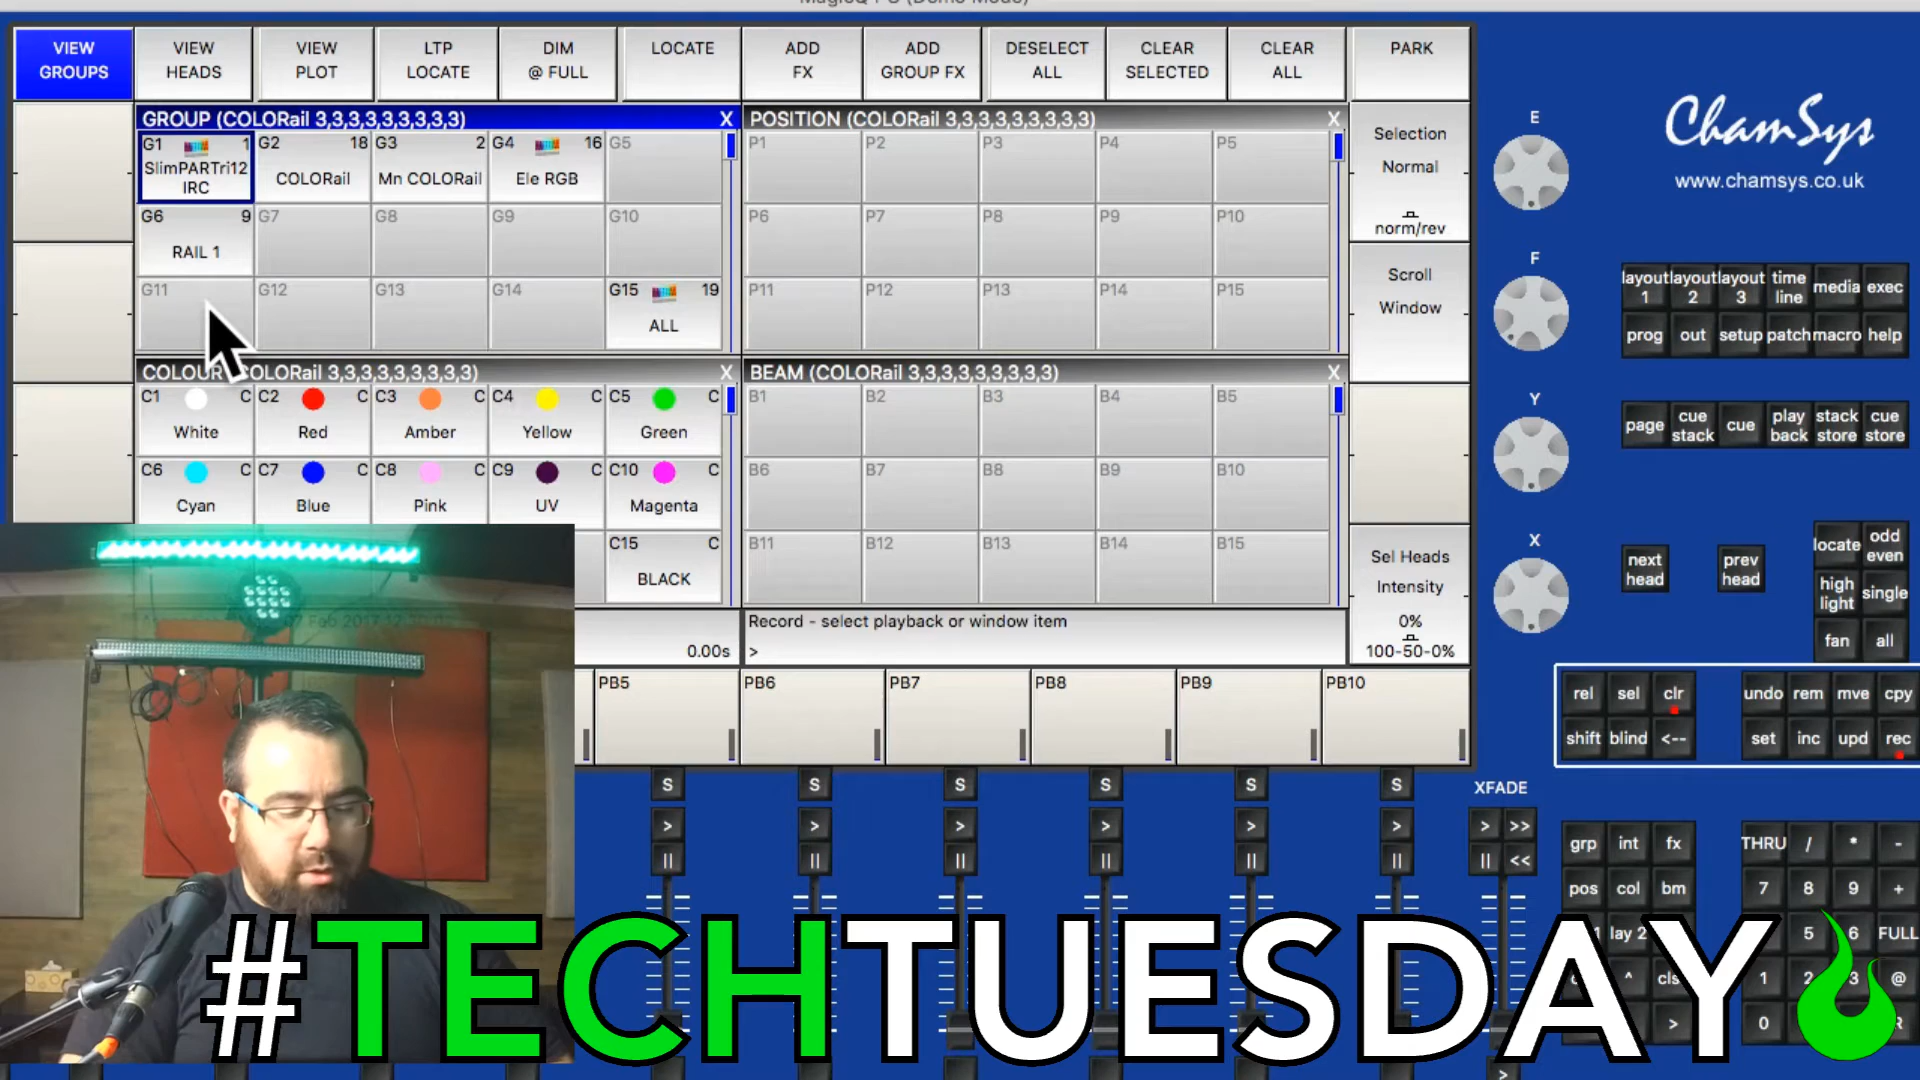 VIEW GROUPS
VIEW HEADS
VIEW PLOT
LTP LOCATE
DIM @ FULL
LOCATE
ADD FX
ADD GROUP FX
DESELECT ALL
CLEAR SELECTED
CLEAR ALL
PARK
GROUP (COLORail 3,3,3,3,3,3,3,3,3) X
G1 1 SlimPARTri12 IRC
G2 18 COLORail
G3 2 Mn COLORail
G4 16 Ele RGB
G5
G6 9 RAIL 1
G7
G8
G9
G10
G11
G12
G13
G14
G15 19 ALL
POSITION (COLORail 3,3,3,3,3,3,3,3,3) X
P1 P2 P3 P4 P5
P6 P7 P8 P9 P10
P11 P12 P13 P14 P15
COLOU COLORail 3,3,3,3,3,3,3,3,3) X
C1 C White
C2 C Red
C3 C Amber
C4 C Yellow
C5 C Green
C6 C Cyan
C7 C Blue
C8 C Pink
C9 C UV
C10 C Magenta
C15 C BLACK
BEAM (COLORail 3,3,3,3,3,3,3,3,3) X
B1 B2 B3 B4 B5
B6 B7 B8 B9 B10
B11 B12 B13 B14 B15
Selection
Normal
norm/rev
Scroll
Window
Sel Heads
Intensity
0%
100-50-0%
0.00s
Record - select playback or window item
>
PB5 PB6 PB7 PB8 PB9 PB10
S S S S S S
> > > > > >
|| || || || || ||
XFADE
> >>
|| <<
E
F
Y
X
ChamSys
www.chamsys.co.uk
layout 1 layout 2 layout 3 time line media exec
prog out setup patch macro help
page cue stack cue play back stack store cue store
next head
prev head
locate odd even
high light single
fan all
rel sel clr
shift blind <--
undo rem mve cpy
set inc upd rec
grp int fx
pos col bm
lay 2
^ cls
>
THRU / * -
7 8 9 +
5 6 FULL
1 2 3 @
0
#TECHTUESDAY
>